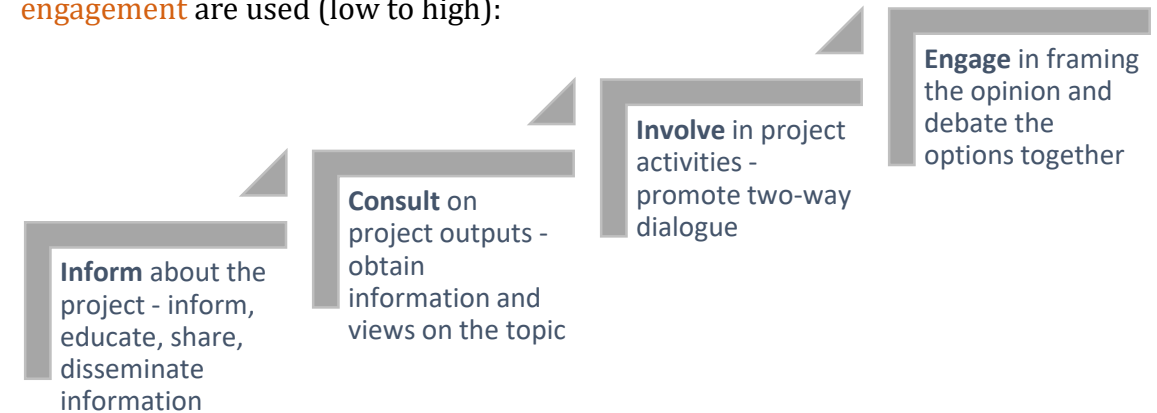 engagement are used (low to high):
Inform about the
project - inform,
educate, share,
disseminate
information
Consult on
project outputs -
obtain
information and
views on the topic
Involve in project
activities -
promote two-way
dialogue
Engage in framing
the opinion and
debate the
options together